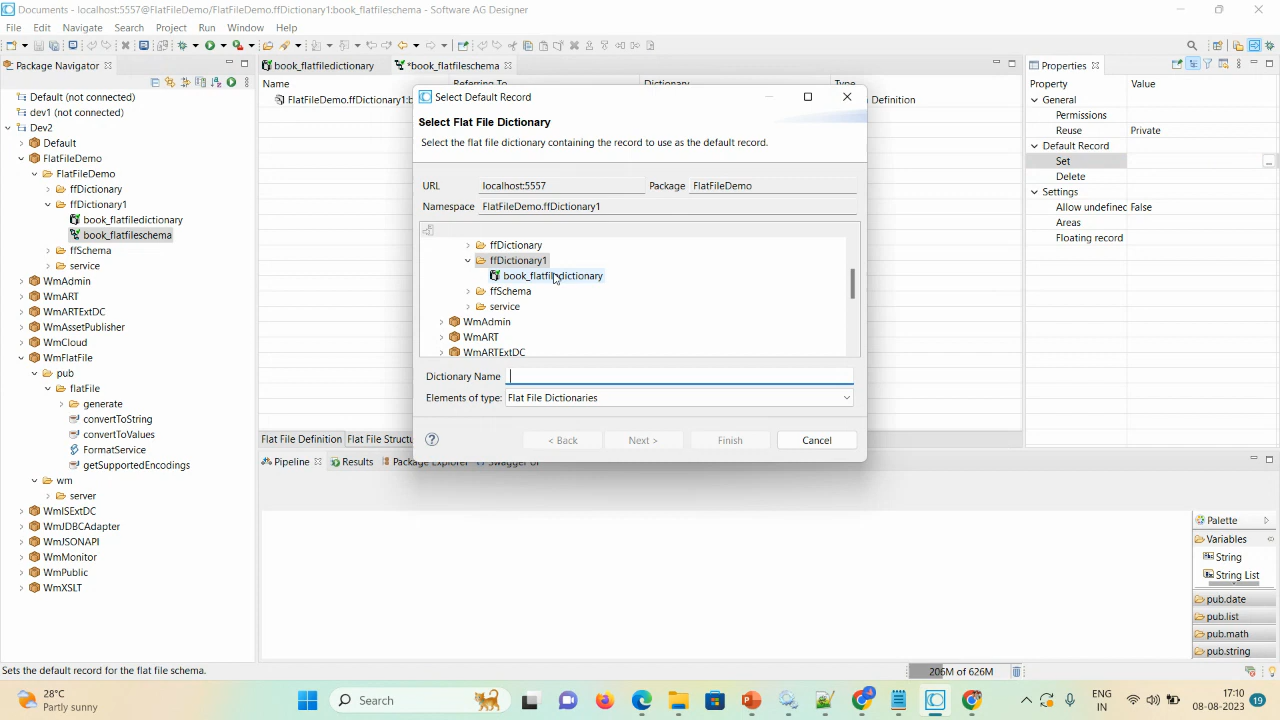 Documents - localhost:5557@FlatFileDemo/FlatFileDemo.ffDictionary1:book_flatfileschema - Software AG Designer
File Edit Navigate Search Project Run Window Help
Package Navigator
Default (not connected)
dev1 (not connected)
Dev2
Default
FlatFileDemo
FlatFileDemo
ffDictionary
ffDictionary1
book_flatfiledictionary
book_flatfileschema
ffSchema
service
WmAdmin
WmART
WmARTExtDC
WmAssetPublisher
WmCloud
WmFlatFile
pub
flatFile
generate
convertToString
convertToValues
FormatService
getSupportedEncodings
wm
server
WmISExtDC
WmJDBCAdapter
WmJSONAPI
WmMonitor
WmPublic
WmXSLT
book_flatfiledictionary *book_flatfileschema
Name Referring To Dictionary Type
FlatFileDemo.ffDictionary1:b Definition
Select Default Record
Select Flat File Dictionary
Select the flat file dictionary containing the record to use as the default record.
URL localhost:5557 Package FlatFileDemo
Namespace FlatFileDemo.ffDictionary1
ffDictionary
ffDictionary1
book_flatfiledictionary
ffSchema
service
WmAdmin
WmART
WmARTExtDC
Dictionary Name
Elements of type: Flat File Dictionaries
< Back Next > Finish Cancel
Flat File Definition Flat File Structu
Pipeline Results Package Explorer Swagger UI
Properties
Property Value
General
Permissions
Reuse Private
Default Record
Set ...
Delete
Settings
Allow undefined False
Areas
Floating record
Palette
Variables
String
String List
pub.date
pub.list
pub.math
pub.string
Sets the default record for the flat file schema.
206M of 626M
28°C
Partly sunny
Search
ENG
IN
17:10
08-08-2023
19